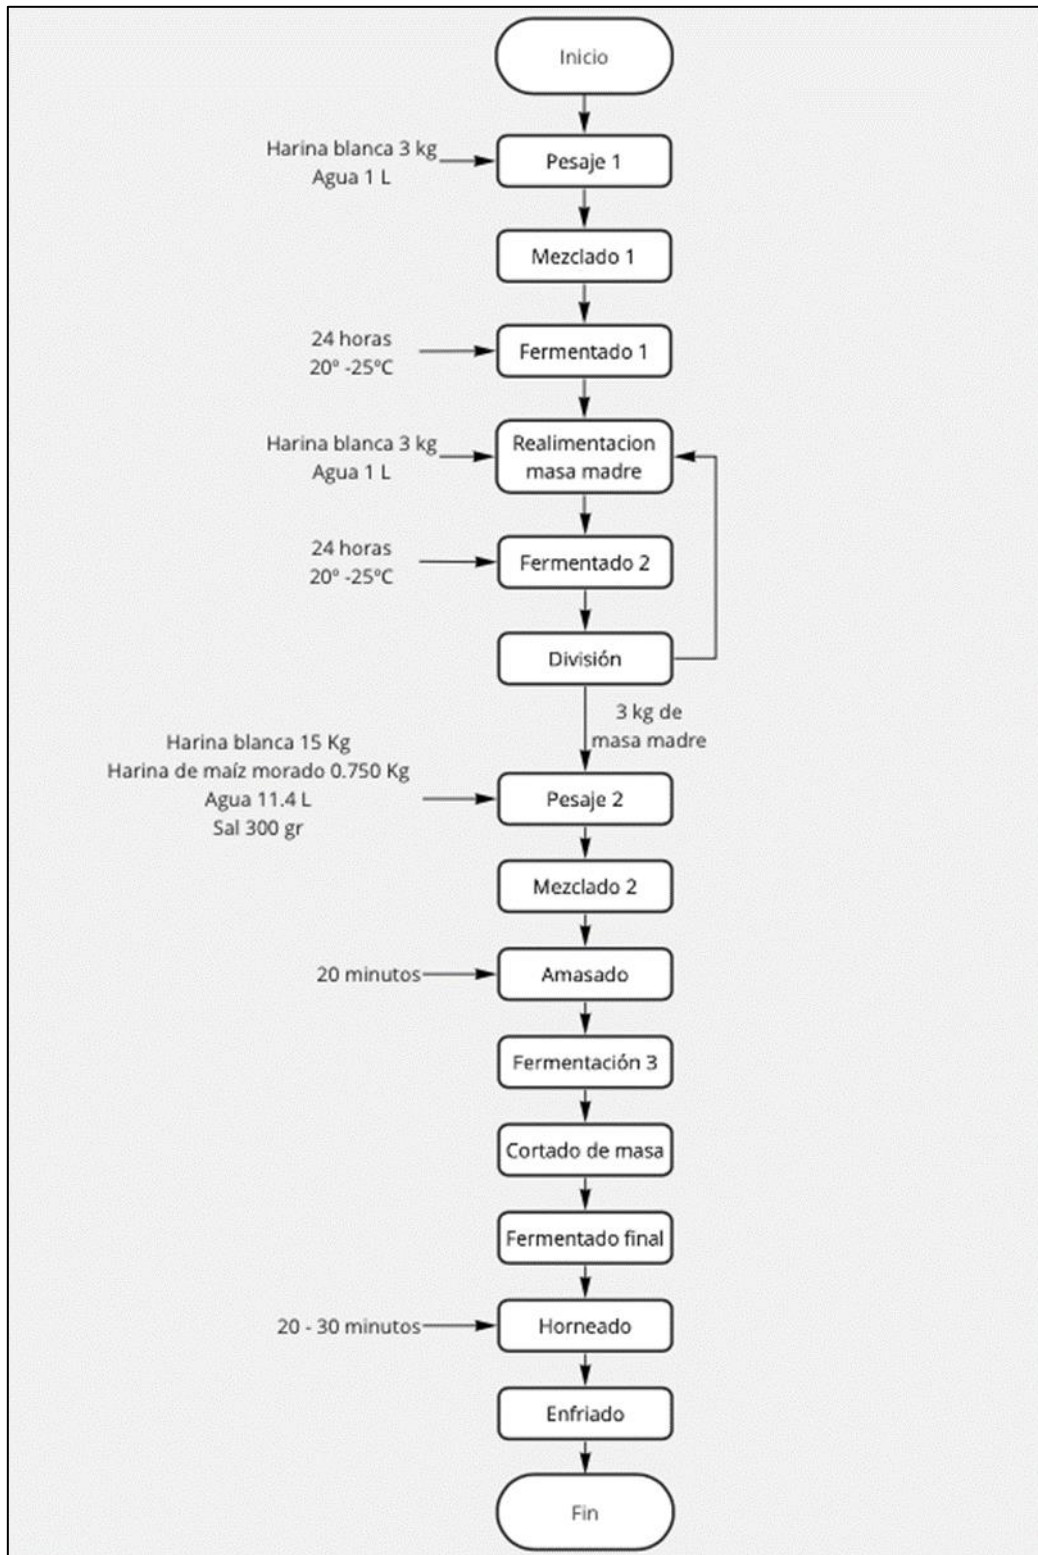 Inicio
Harina blanca 3 kg
Agua 1 L
Pesaje 1
Mezclado 1
24 horas
20º -25ºC
Fermentado 1
Harina blanca 3 kg
Agua 1 L
Realimentacion
masa madre
24 horas
20º -25ºC
Fermentado 2
División
3 kg de
masa madre
Harina blanca 15 Kg
Harina de maíz morado 0.750 Kg
Agua 11.4 L
Sal 300 gr
Pesaje 2
Mezclado 2
20 minutos
Amasado
Fermentación 3
Cortado de masa
Fermentado final
20 - 30 minutos
Horneado
Enfriado
Fin